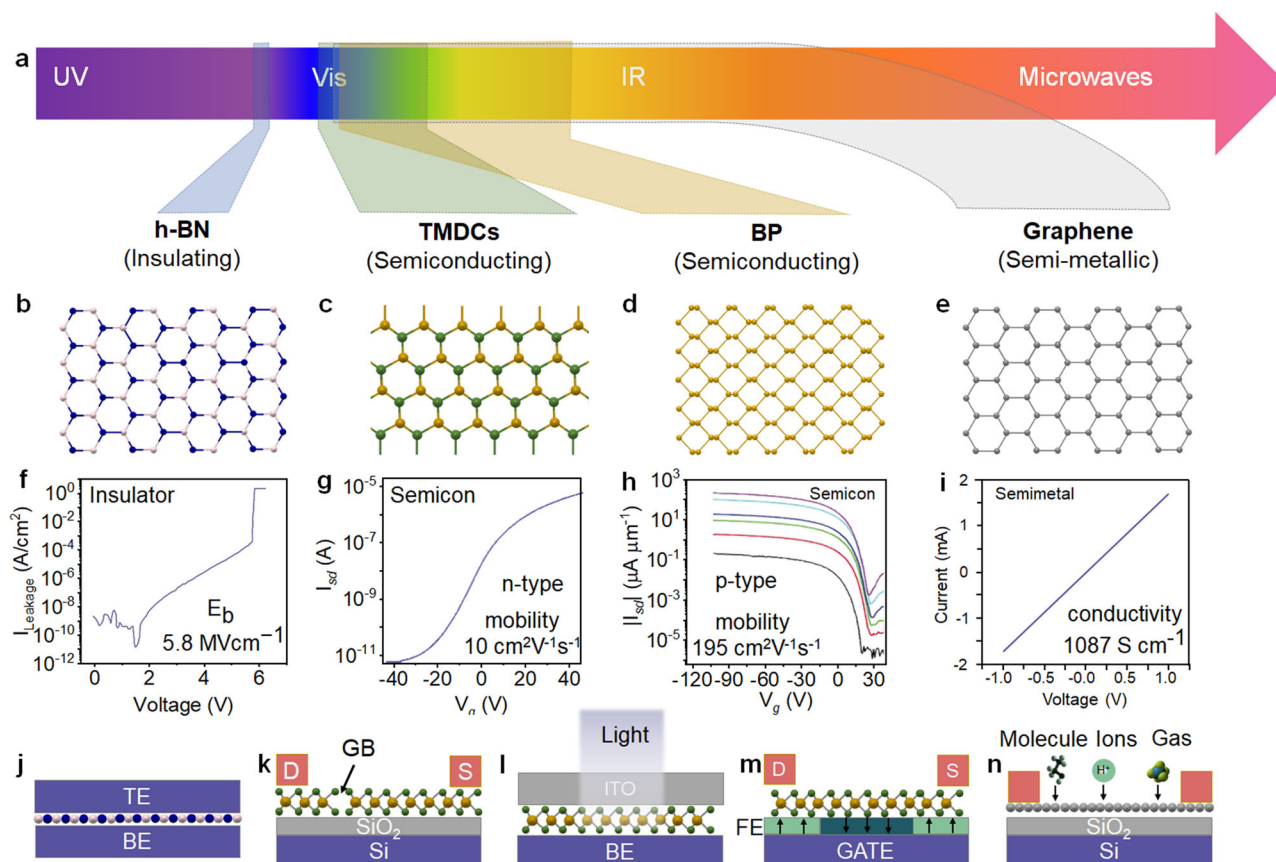 a
UV
Vis
IR
Microwaves
h-BN
(Insulating)
TMDCs
(Semiconducting)
BP
(Semiconducting)
Graphene
(Semi-metallic)
b
c
d
e
f
Insulator
I_Leakage (A/cm²)
10⁰
10⁻²
10⁻⁴
10⁻⁶
10⁻⁸
10⁻¹⁰
10⁻¹²
E_b
5.8 MVcm⁻¹
0 2 4 6
Voltage (V)
g
Semicon
I_sd (A)
10⁻⁵
10⁻⁷
10⁻⁹
10⁻¹¹
n-type
mobility
10 cm²V⁻¹s⁻¹
-40 -20 0 20 40
V_g (V)
h
Semicon
|I_sd| (µA µm⁻¹)
10³
10¹
10⁻¹
10⁻³
10⁻⁵
p-type
mobility
195 cm²V⁻¹s⁻¹
-120 -90 -60 -30 0 30
V_g (V)
i
Semimetal
Current (mA)
2
1
0
-1
-2
conductivity
1087 S cm⁻¹
-1.0 -0.5 -0.0 0.5 1.0
Voltage (V)
j
TE
BE
k
GB
D
S
SiO₂
Si
l
Light
ITO
BE
m
D
S
FE
GATE
n
Molecule Ions Gas
H⁺
SiO₂
Si